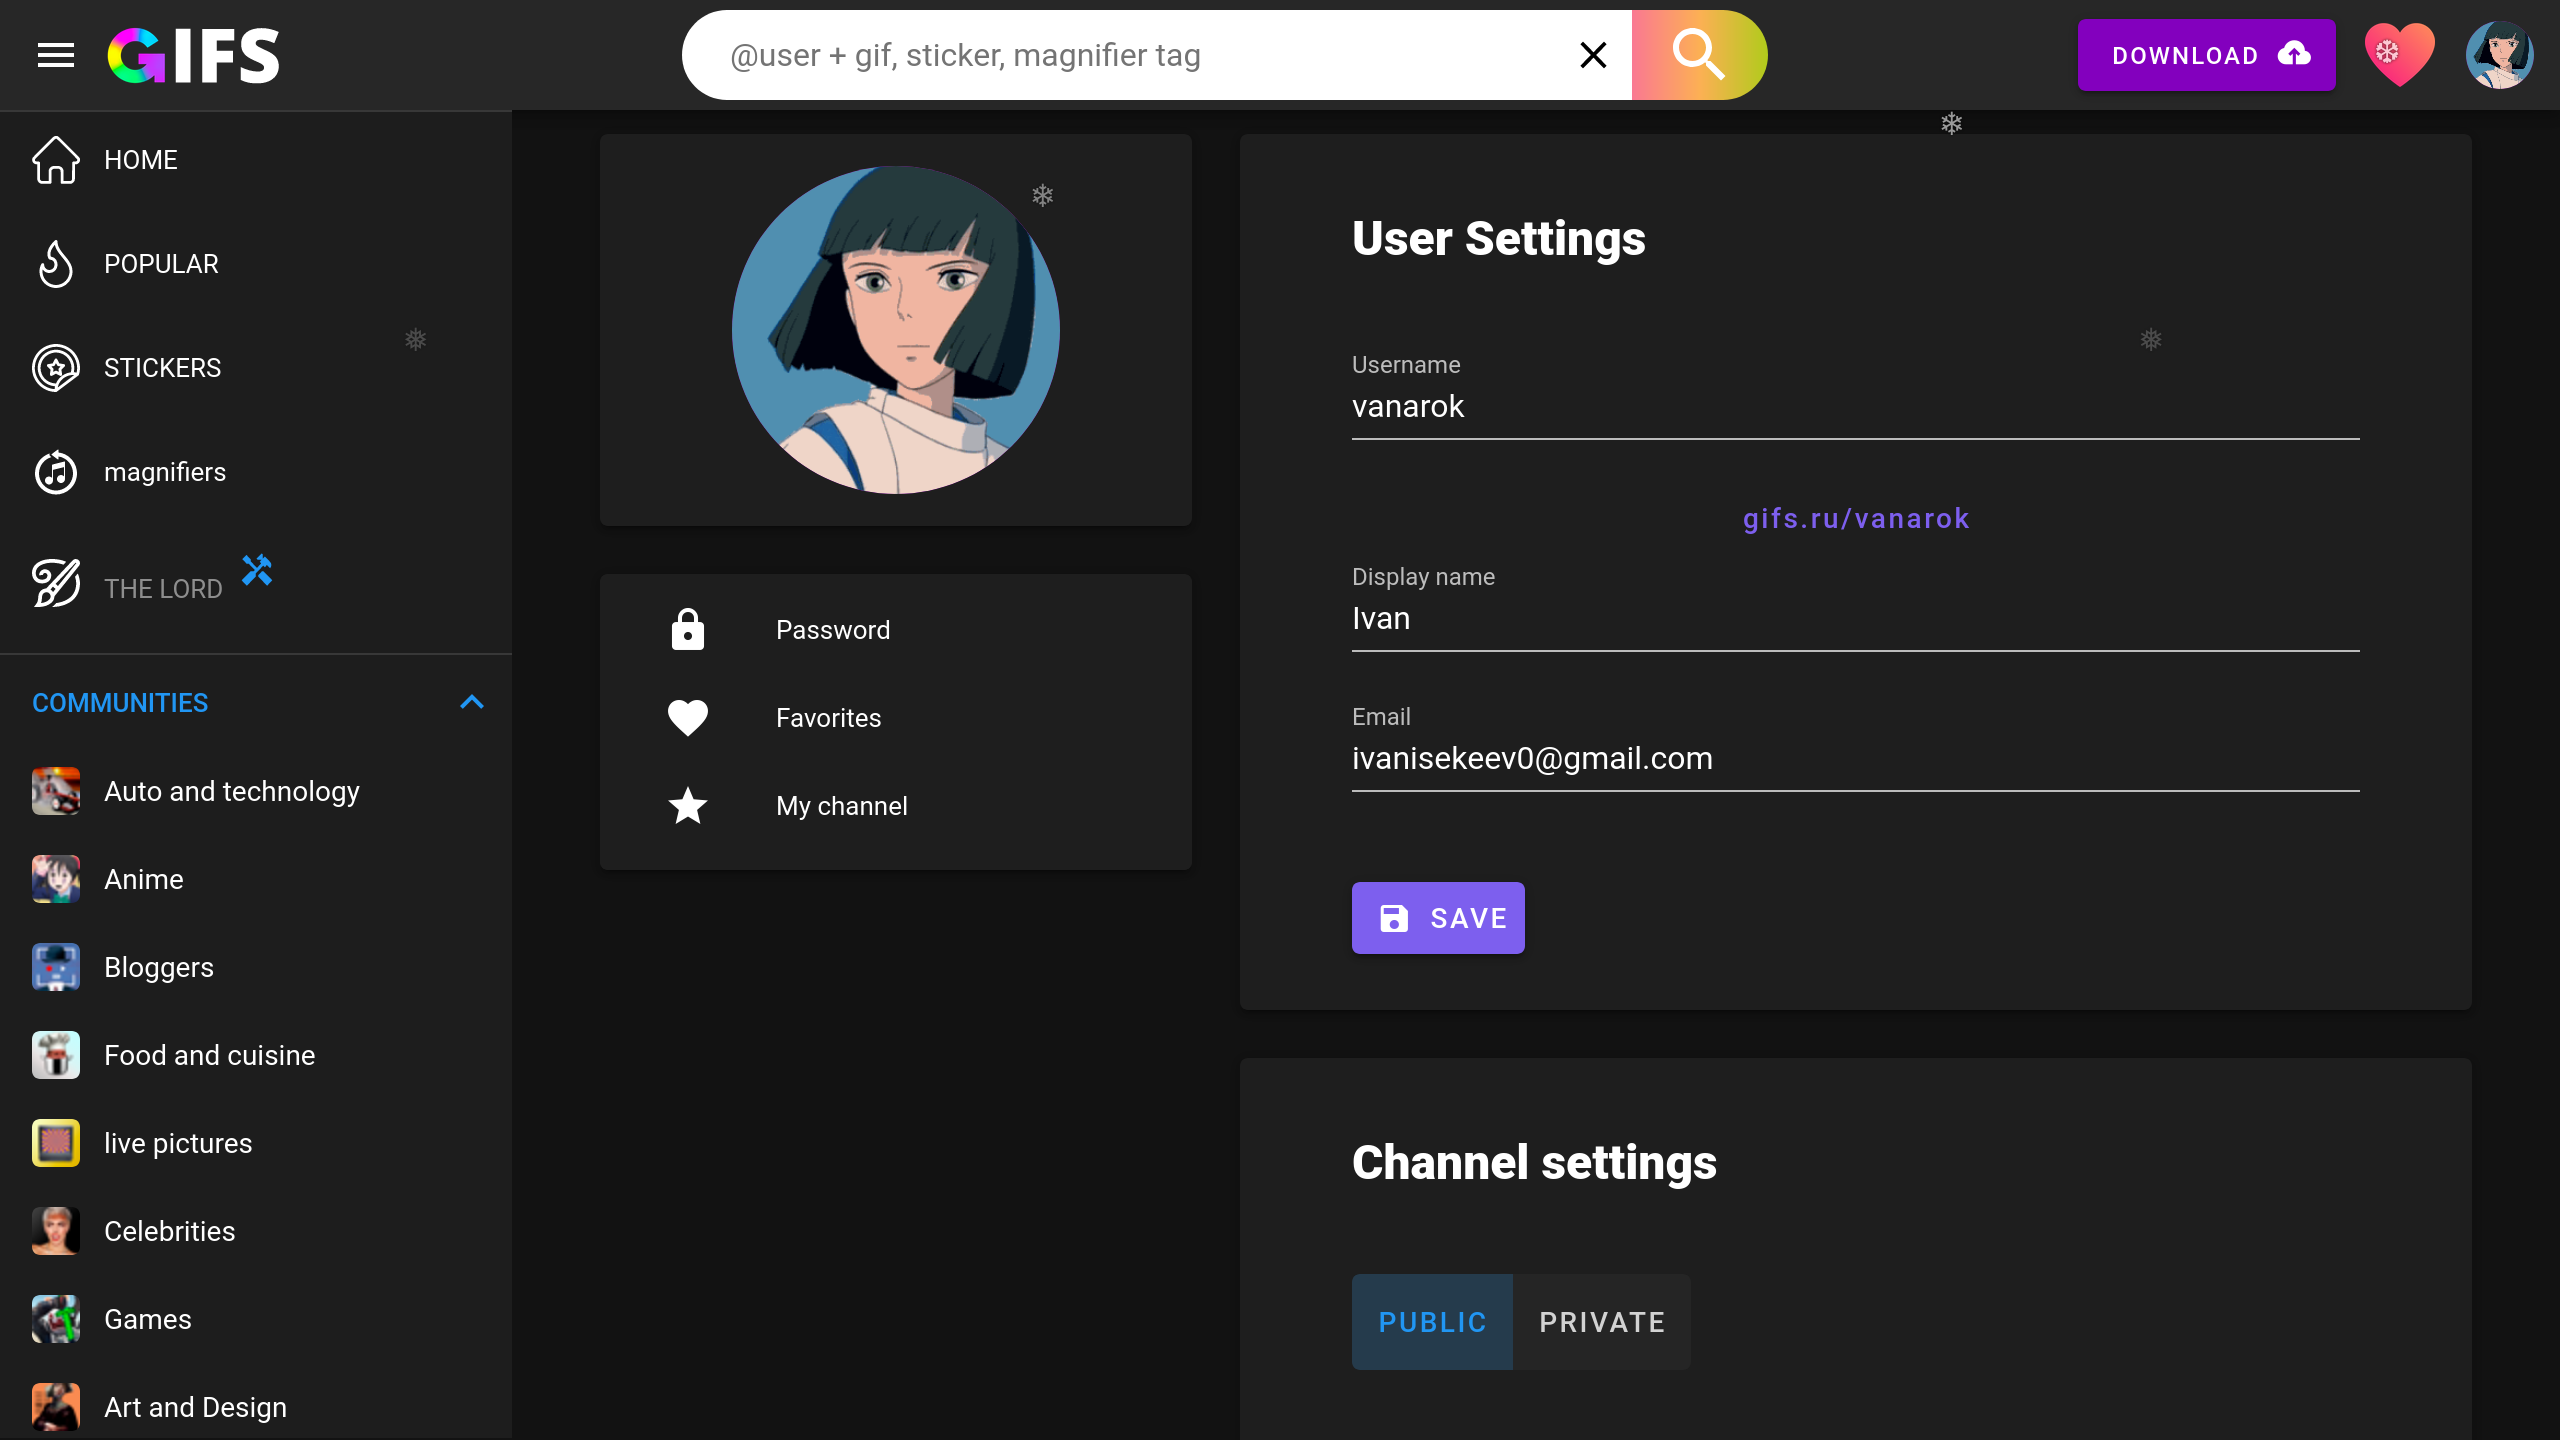 GIFS
@user + gif, sticker, magnifier tag
DOWNLOAD
HOME
POPULAR
STICKERS
magnifiers
THE LORD
COMMUNITIES
Auto and technology
Anime
Bloggers
Food and cuisine
live pictures
Celebrities
Games
Art and Design
Password
Favorites
My channel
User Settings
Username
vanarok
gifs.ru/vanarok
Display name
Ivan
Email
ivanisekeev0@gmail.com
SAVE
Channel settings
PUBLIC PRIVATE